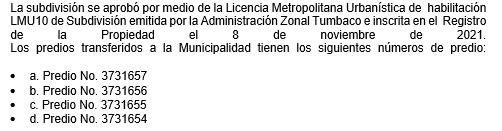 La subdivisión se aprobó por medio de la Licencia Metropolitana Urbanística de habilitación
LMU10 de Subdivisión emitida por la Administración Zonal Tumbaco e inscrita en el Registro
de la Propiedad el 8 de noviembre de 2021.
Los predios transferidos a la Municipalidad tienen los siguientes números de predio:
• a. Predio No. 3731657
• b. Predio No. 3731656
• c. Predio No. 3731655
• d. Predio No. 3731654